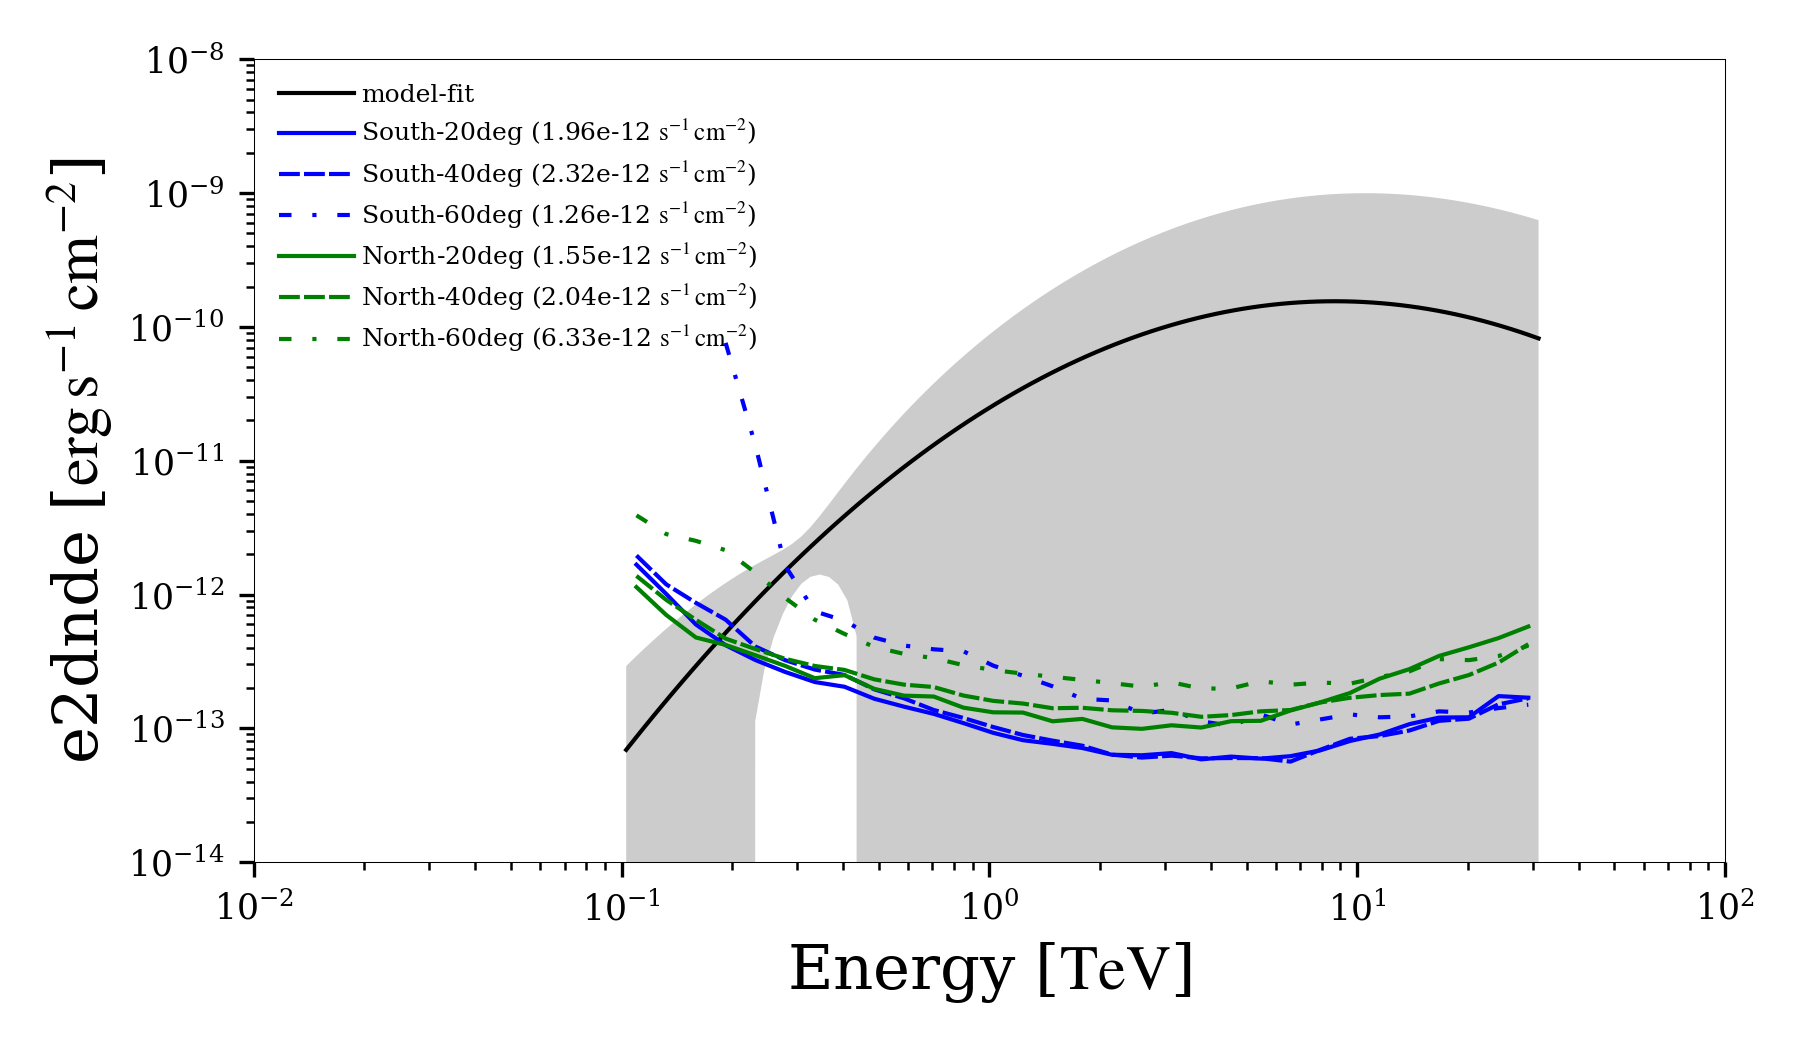 10⁻⁸
10⁻⁹
10⁻¹⁰
10⁻¹¹
10⁻¹²
10⁻¹³
10⁻¹⁴
e2dnde [erg s⁻¹ cm⁻²]
model-fit
South-20deg (1.96e-12 s⁻¹ cm⁻²)
South-40deg (2.32e-12 s⁻¹ cm⁻²)
South-60deg (1.26e-12 s⁻¹ cm⁻²)
North-20deg (1.55e-12 s⁻¹ cm⁻²)
North-40deg (2.04e-12 s⁻¹ cm⁻²)
North-60deg (6.33e-12 s⁻¹ cm⁻²)
10⁻² 10⁻¹ 10⁰ 10¹ 10²
Energy [TeV]